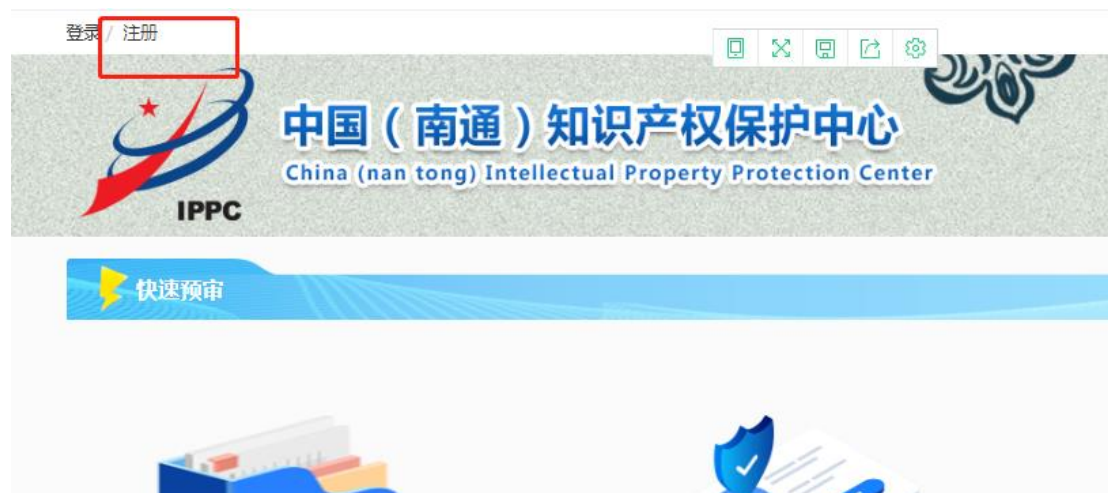 登录 / 注册
中国（南通）知识产权保护中心
China (nan tong) Intellectual Property Protection Center
IPPC
快速预审